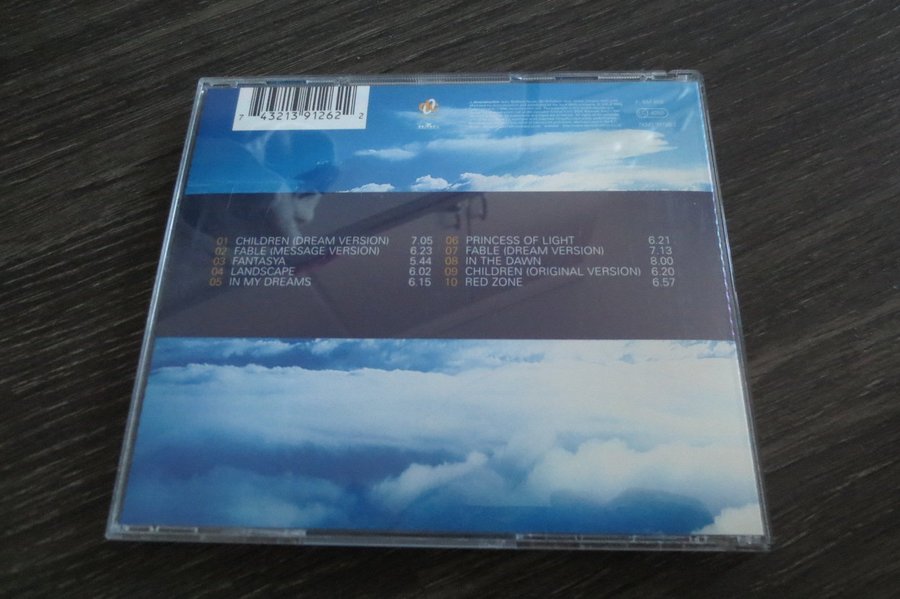 7 43213 91262 2
01 CHILDREN (DREAM VERSION) 7.05
02 FABLE (MESSAGE VERSION) 6.23
03 FANTASYA 5.44
04 LANDSCAPE 6.02
05 IN MY DREAMS 6.15
06 PRINCESS OF LIGHT 6.21
07 FABLE (DREAM VERSION) 7.13
08 IN THE DAWN 8.00
09 CHILDREN (ORIGINAL VERSION) 6.20
10 RED ZONE 6.57